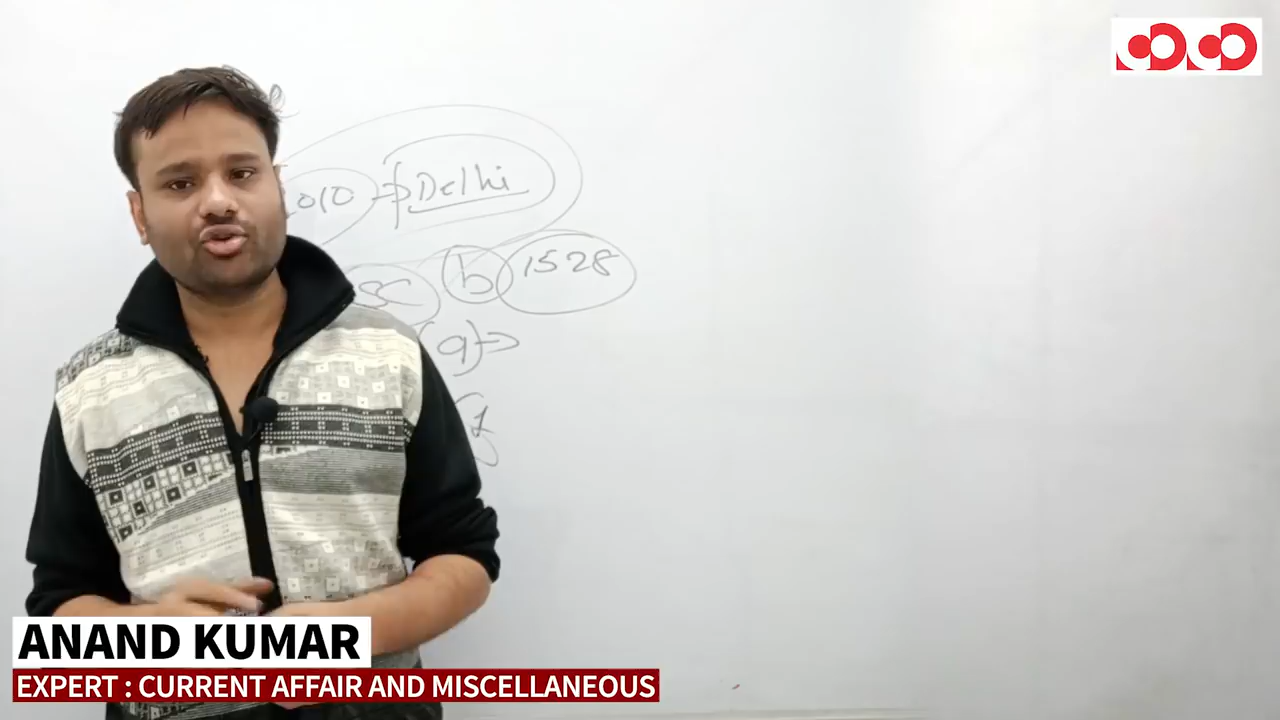 010 → Delhi
b 1528
a) →
ANAND KUMAR
EXPERT : CURRENT AFFAIR AND MISCELLANEOUS